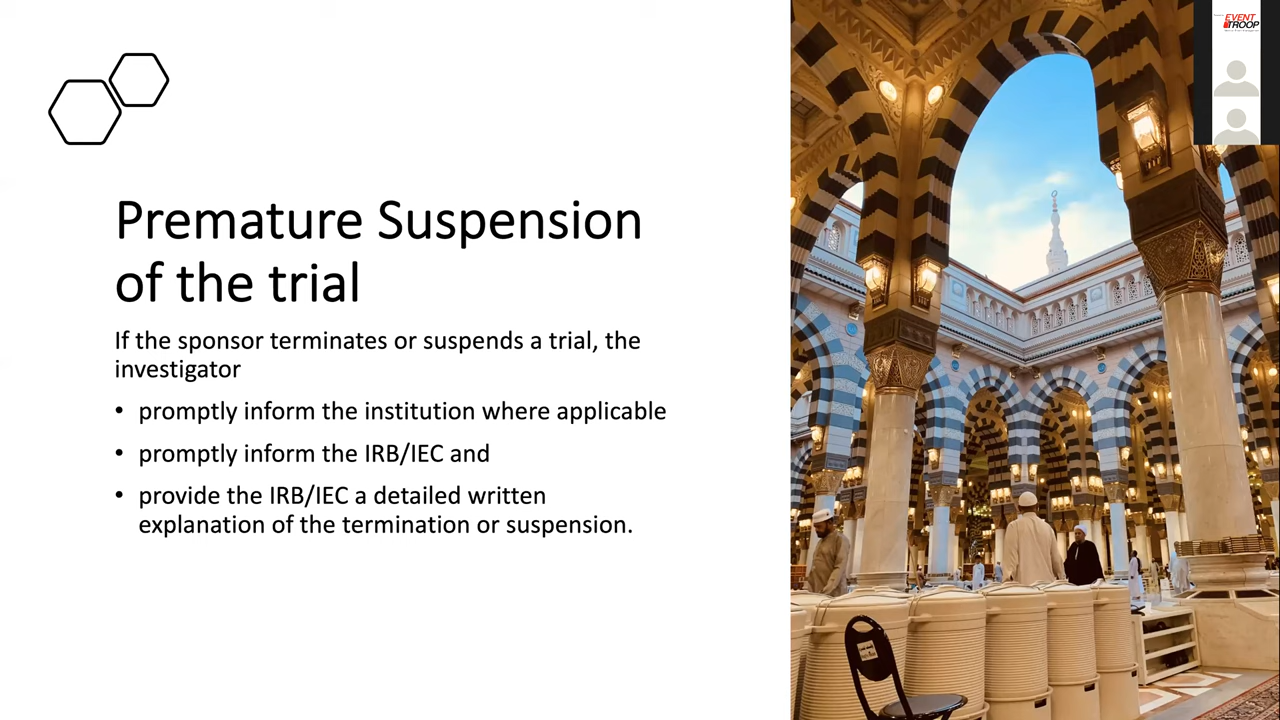 Premature Suspension
of the trial
If the sponsor terminates or suspends a trial, the
investigator
• promptly inform the institution where applicable
• promptly inform the IRB/IEC and
• provide the IRB/IEC a detailed written
explanation of the termination or suspension.
EVENT
TROOP